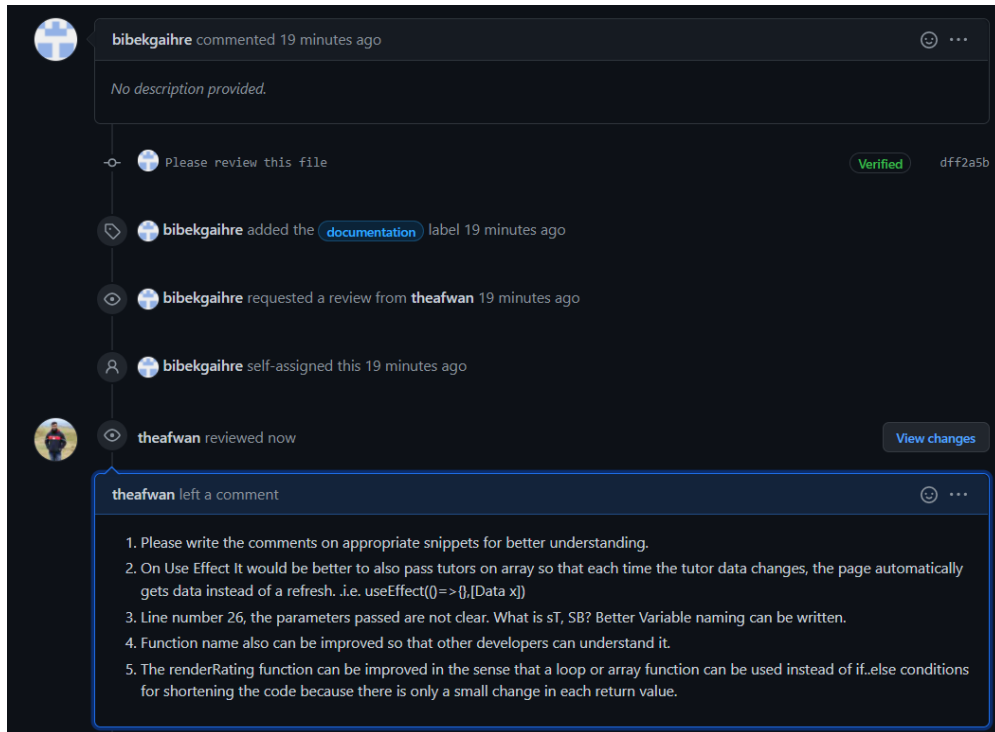 bibekgaihre commented 19 minutes ago
No description provided.
Please review this file
Verified
dff2a5b
bibekgaihre added the documentation label 19 minutes ago
bibekgaihre requested a review from theafwan 19 minutes ago
bibekgaihre self-assigned this 19 minutes ago
theafwan reviewed now
View changes
theafwan left a comment
1. Please write the comments on appropriate snippets for better understanding.
2. On Use Effect It would be better to also pass tutors on array so that each time the tutor data changes, the page automatically
gets data instead of a refresh. .i.e. useEffect(()=>{},[Data x])
3. Line number 26, the parameters passed are not clear. What is sT, SB? Better Variable naming can be written.
4. Function name also can be improved so that other developers can understand it.
5. The renderRating function can be improved in the sense that a loop or array function can be used instead of if..else conditions
for shortening the code because there is only a small change in each return value.